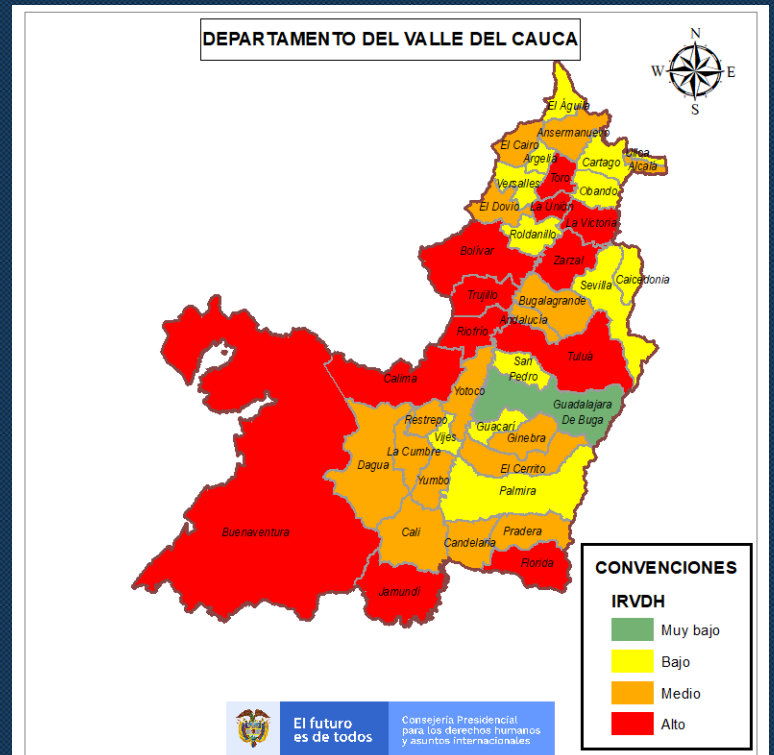 DEPARTAMENTO DEL VALLE DEL CAUCA
N
W
E
S
El Águila
Ansermanuevo
El Cairo
Ulloa
Argelia
Cartago
Alcalá
Toro
Versalles
Obando
El Dovio
La Unión
La Victoria
Roldanillo
Bolívar
Zarzal
Caicedonia
Sevilla
Trujillo
Bugalagrande
Andalucía
Riofrío
Tuluá
San
Pedro
Calima
Yotoco
Guadalajara
De Buga
Restrepo
Guacarí
Vijes
Ginebra
La Cumbre
Dagua
El Cerrito
Yumbo
Palmira
Buenaventura
Cali
Pradera
Candelaria
Florida
Jamundí
CONVENCIONES
IRVDH
Muy bajo
Bajo
Medio
Alto
El futuro
es de todos
Consejería Presidencial
para los derechos humanos
y asuntos internacionales